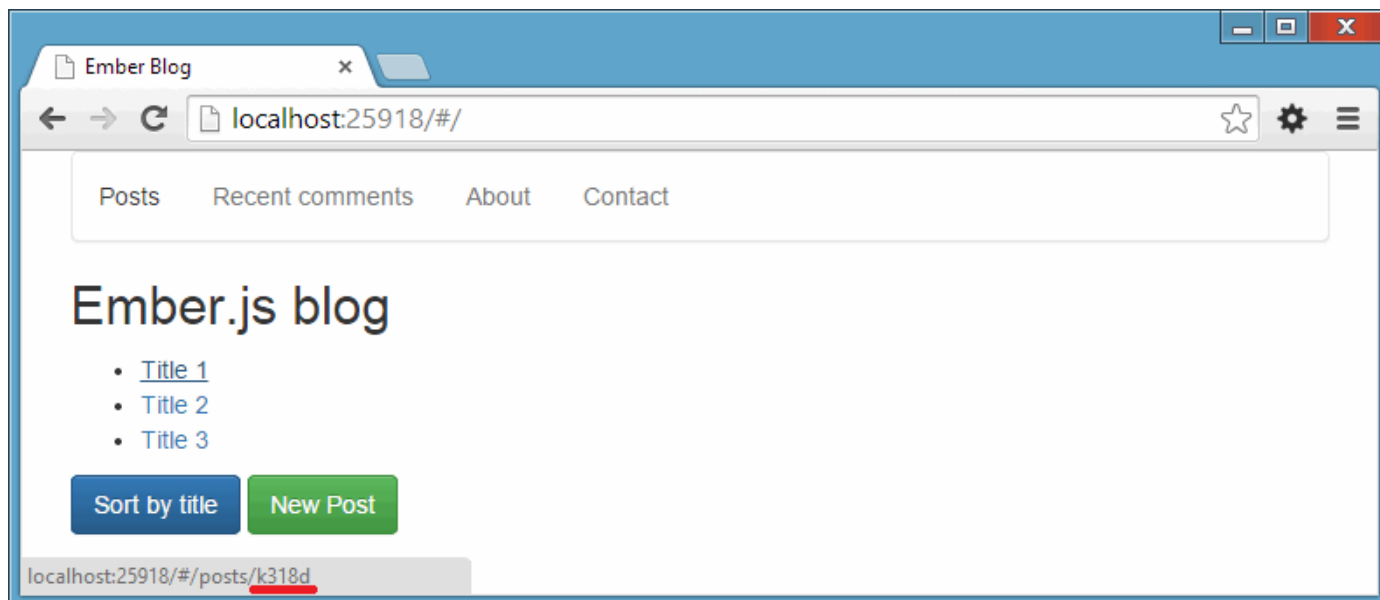 Ember Blog
localhost:25918/#/
Posts Recent comments About Contact
Ember.js blog
Title 1
Title 2
Title 3
Sort by title New Post
localhost:25918/#/posts/k318d